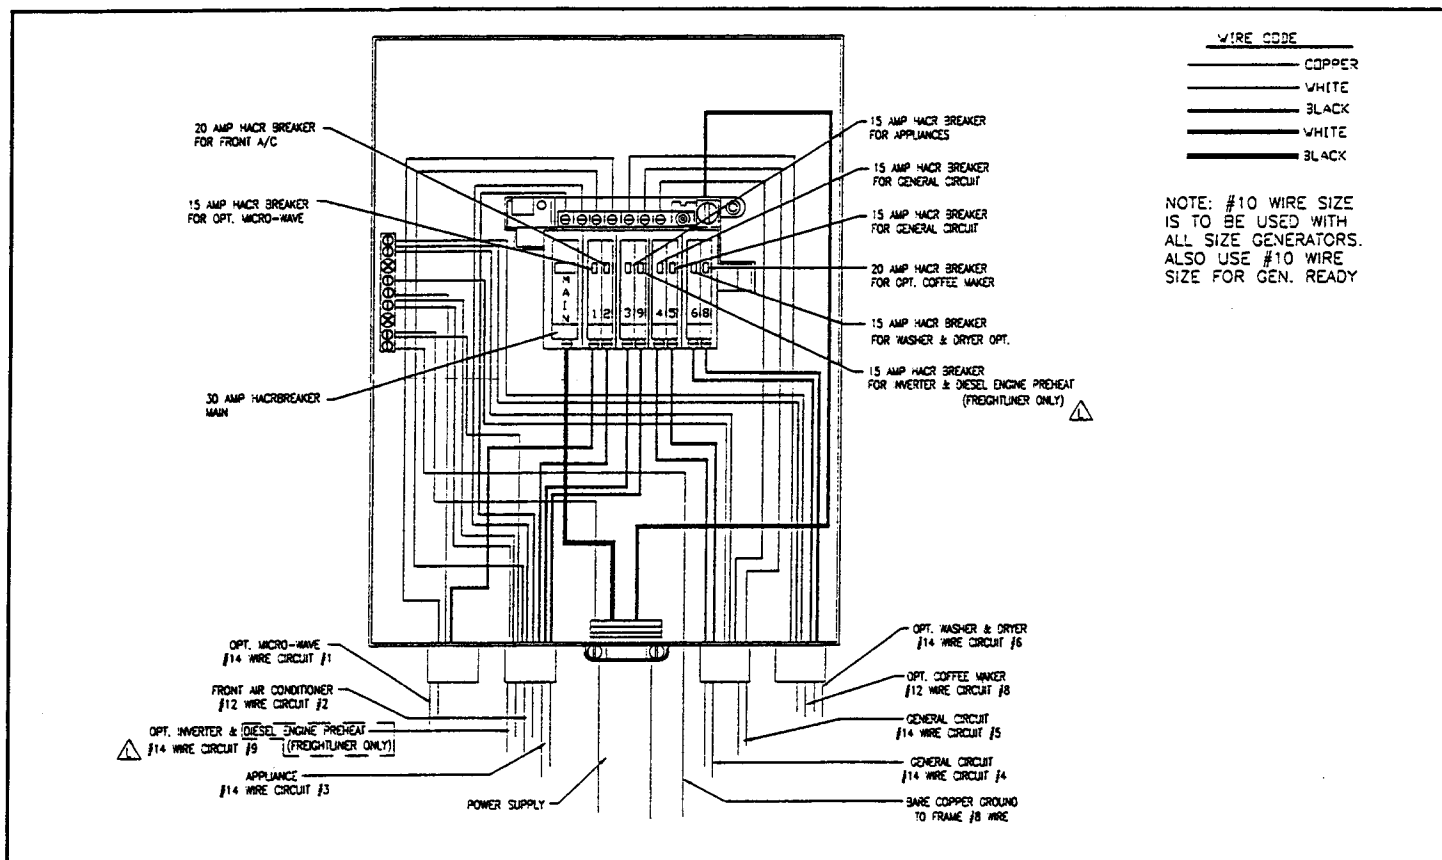 WIRE CODE
COPPER
WHITE
BLACK
WHITE
BLACK
NOTE: #10 WIRE SIZE
IS TO BE USED WITH
ALL SIZE GENERATORS.
ALSO USE #10 WIRE
SIZE FOR GEN. READY
20 AMP HACR BREAKER
FOR FRONT A/C
15 AMP HACR BREAKER
FOR OPT. MICRO-WAVE
30 AMP HACRBREAKER
MAIN
15 AMP HACR BREAKER
FOR APPLIANCES
15 AMP HACR BREAKER
FOR GENERAL CIRCUIT
15 AMP HACR BREAKER
FOR GENERAL CIRCUIT
20 AMP HACR BREAKER
FOR OPT. COFFEE MAKER
15 AMP HACR BREAKER
FOR WASHER & DRYER OPT.
15 AMP HACR BREAKER
FOR INVERTER & DIESEL ENGINE PREHEAT
(FREIGHTLINER ONLY)
L
MAIN
1 2 3 9 4 5 6 8
OPT. MICRO-WAVE
#14 WIRE CIRCUIT #1
FRONT AIR CONDITIONER
#12 WIRE CIRCUIT #2
OPT. INVERTER & DIESEL ENGINE PREHEAT
L #14 WIRE CIRCUIT #9 (FREIGHTLINER ONLY)
APPLIANCE
#14 WIRE CIRCUIT #3
POWER SUPPLY
OPT. WASHER & DRYER
#14 WIRE CIRCUIT #6
OPT. COFFEE MAKER
#12 WIRE CIRCUIT #8
GENERAL CIRCUIT
#14 WIRE CIRCUIT #5
GENERAL CIRCUIT
#14 WIRE CIRCUIT #4
BARE COPPER GROUND
TO FRAME #8 WIRE